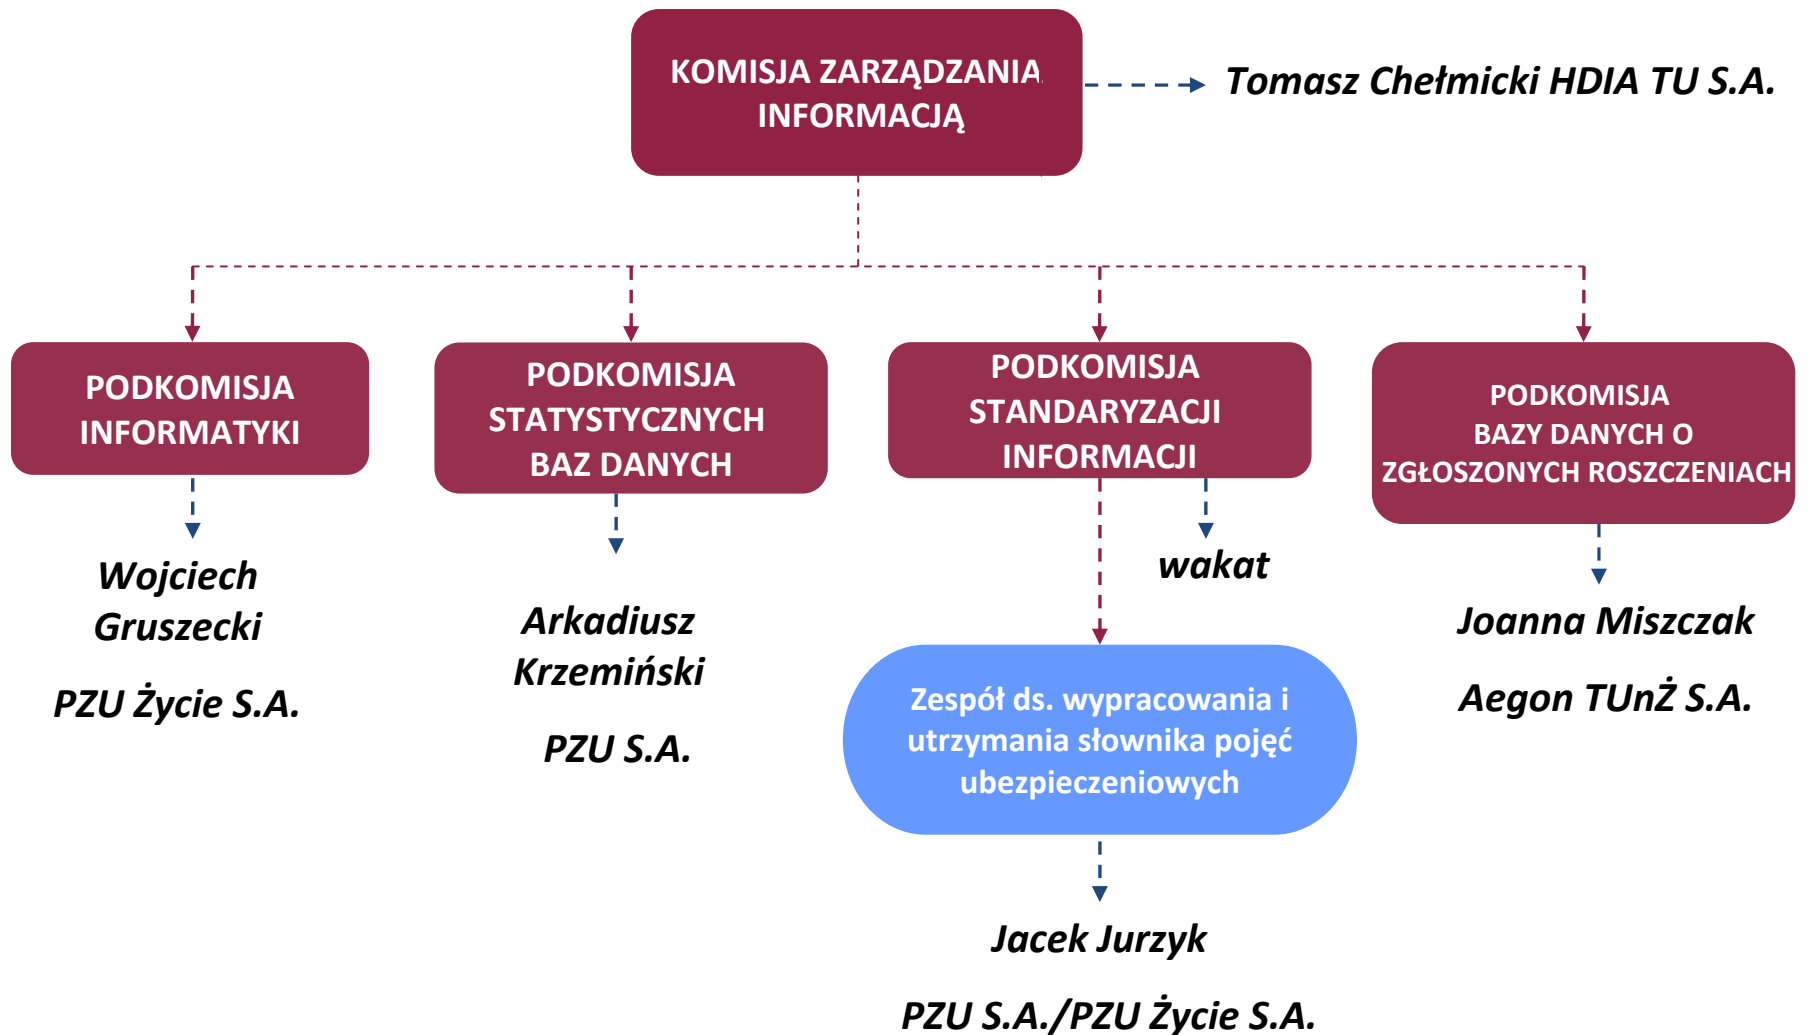 KOMISJA ZARZĄDZANIA
INFORMACJĄ
Tomasz Chełmicki HDIA TU S.A.
PODKOMISJA
INFORMATYKI
Wojciech
Gruszecki
PZU Życie S.A.
PODKOMISJA
STATYSTYCZNYCH
BAZ DANYCH
Arkadiusz
Krzemiński
PZU S.A.
PODKOMISJA
STANDARYZACJI
INFORMACJI
wakat
Zespół ds. wypracowania i
utrzymania słownika pojęć
ubezpieczeniowych
Jacek Jurzyk
PZU S.A./PZU Życie S.A.
PODKOMISJA
BAZY DANYCH O
ZGŁOSZONYCH ROSZCZENIACH
Joanna Miszczak
Aegon TUnŻ S.A.